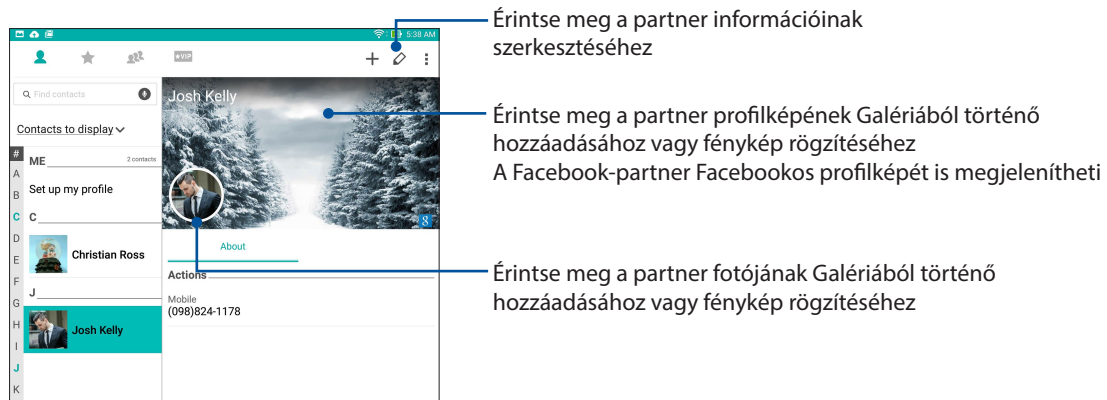 5:38 AM
VIP
Find contacts
Contacts to display
#
A
B
C
D
E
F
G
H
I
J
K
ME 2 contacts
Set up my profile
C
Christian Ross
J
Josh Kelly
Josh Kelly
8
About
Actions
Mobile
(098)824-1178
Érintse meg a partner információinak
szerkesztéséhez
Érintse meg a partner profilképének Galériából történő
hozzáadásához vagy fénykép rögzítéséhez
A Facebook-partner Facebookos profilképét is megjelenítheti
Érintse meg a partner fotójának Galériából történő
hozzáadásához vagy fénykép rögzítéséhez